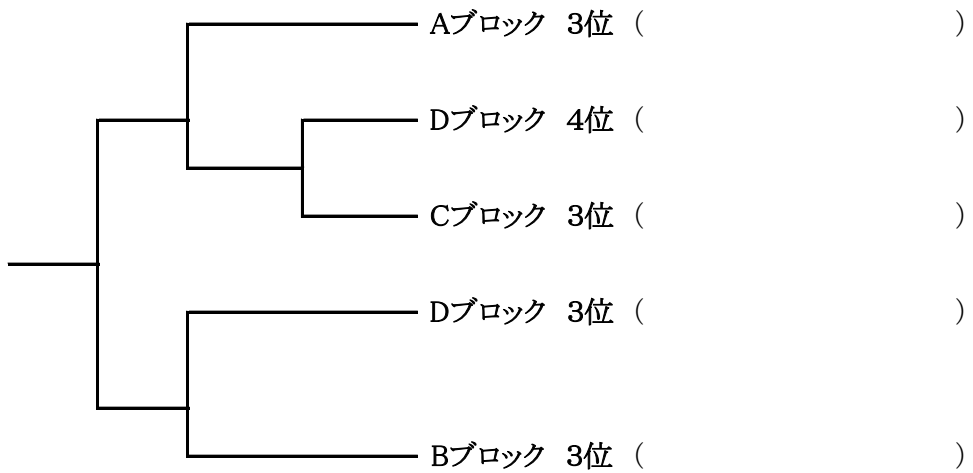 Aブロック 3位 (　　　　　　　　　　)
Dブロック 4位 (　　　　　　　　　　)
Cブロック 3位 (　　　　　　　　　　)
Dブロック 3位 (　　　　　　　　　　)
Bブロック 3位 (　　　　　　　　　　)